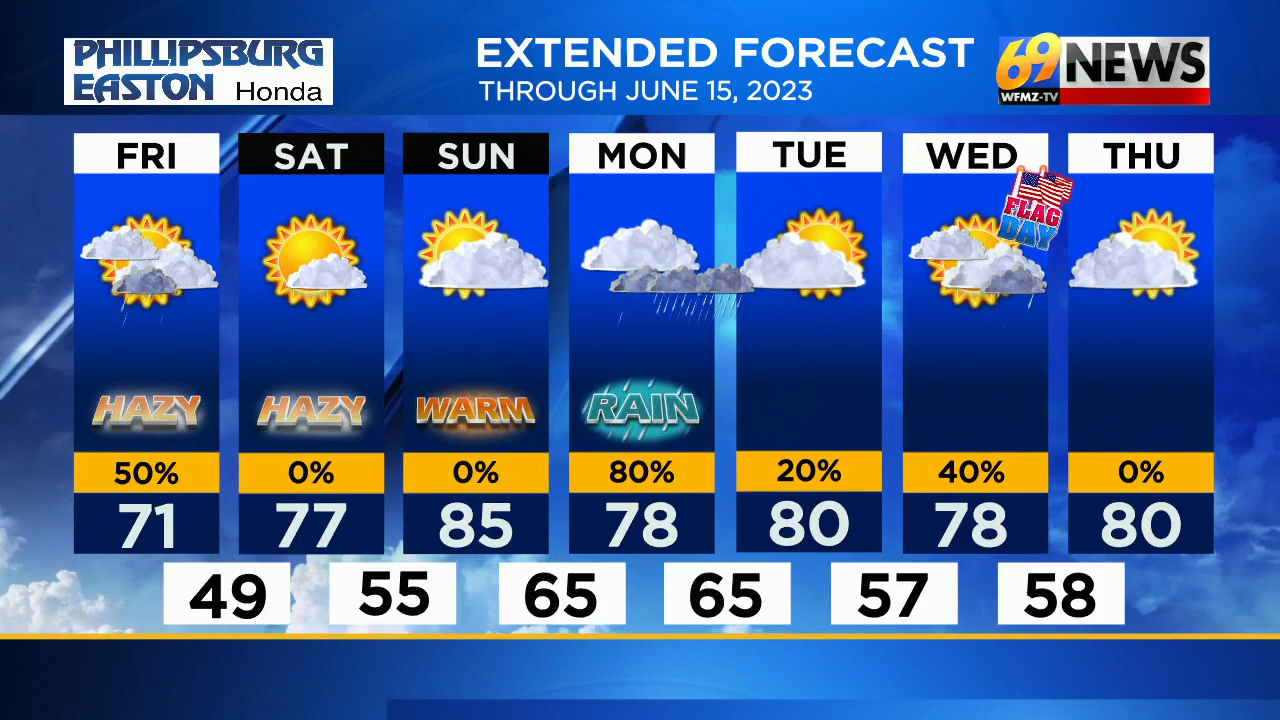 PHILLIPSBURG
EASTON Honda
EXTENDED FORECAST
THROUGH JUNE 15, 2023
69 NEWS
WFMZ-TV
FRI SAT SUN MON TUE WED THU
FLAG
DAY
HAZY HAZY WARM RAIN
50% 0% 0% 80% 20% 40% 0%
71 77 85 78 80 78 80
49 55 65 65 57 58